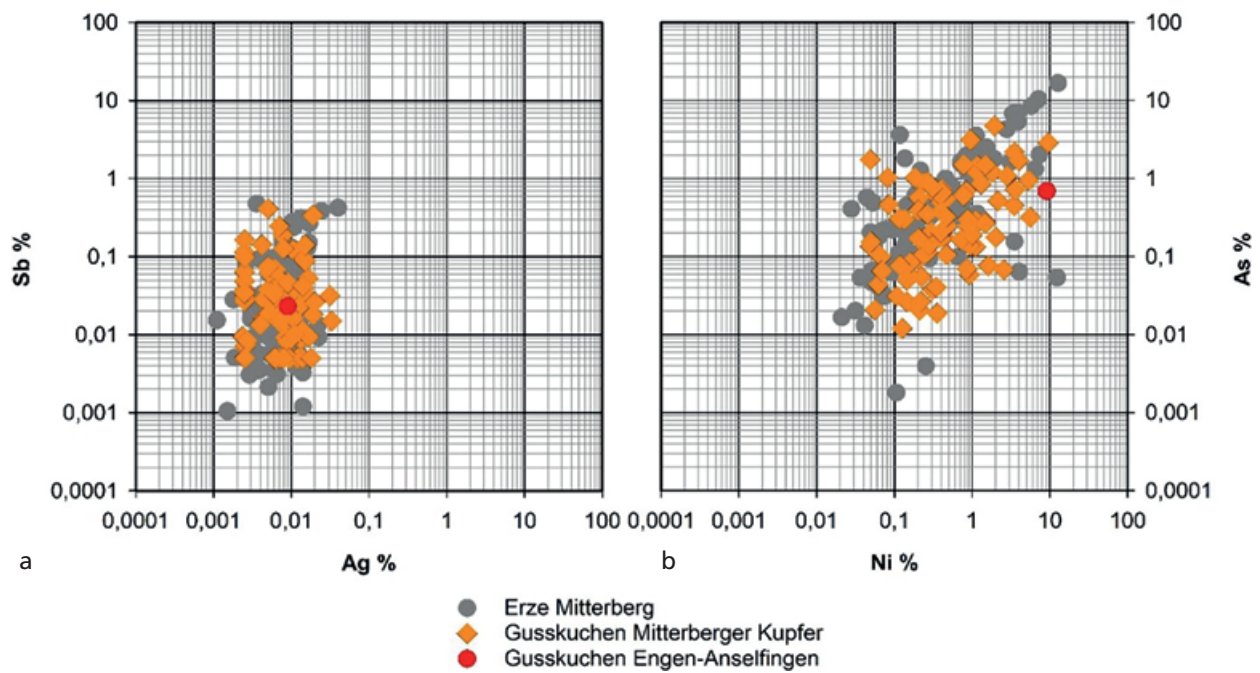 100
10
1
0,1
0,01
0,001
0,0001
Sb %
0,0001 0,001 0,01 0,1 1 10 100
Ag %
a
100
10
1
0,1
0,01
0,001
0,0001
As %
0,0001 0,001 0,01 0,1 1 10 100
Ni %
b
Erze Mitterberg
Gusskuchen Mitterberger Kupfer
Gusskuchen Engen-Anselfingen